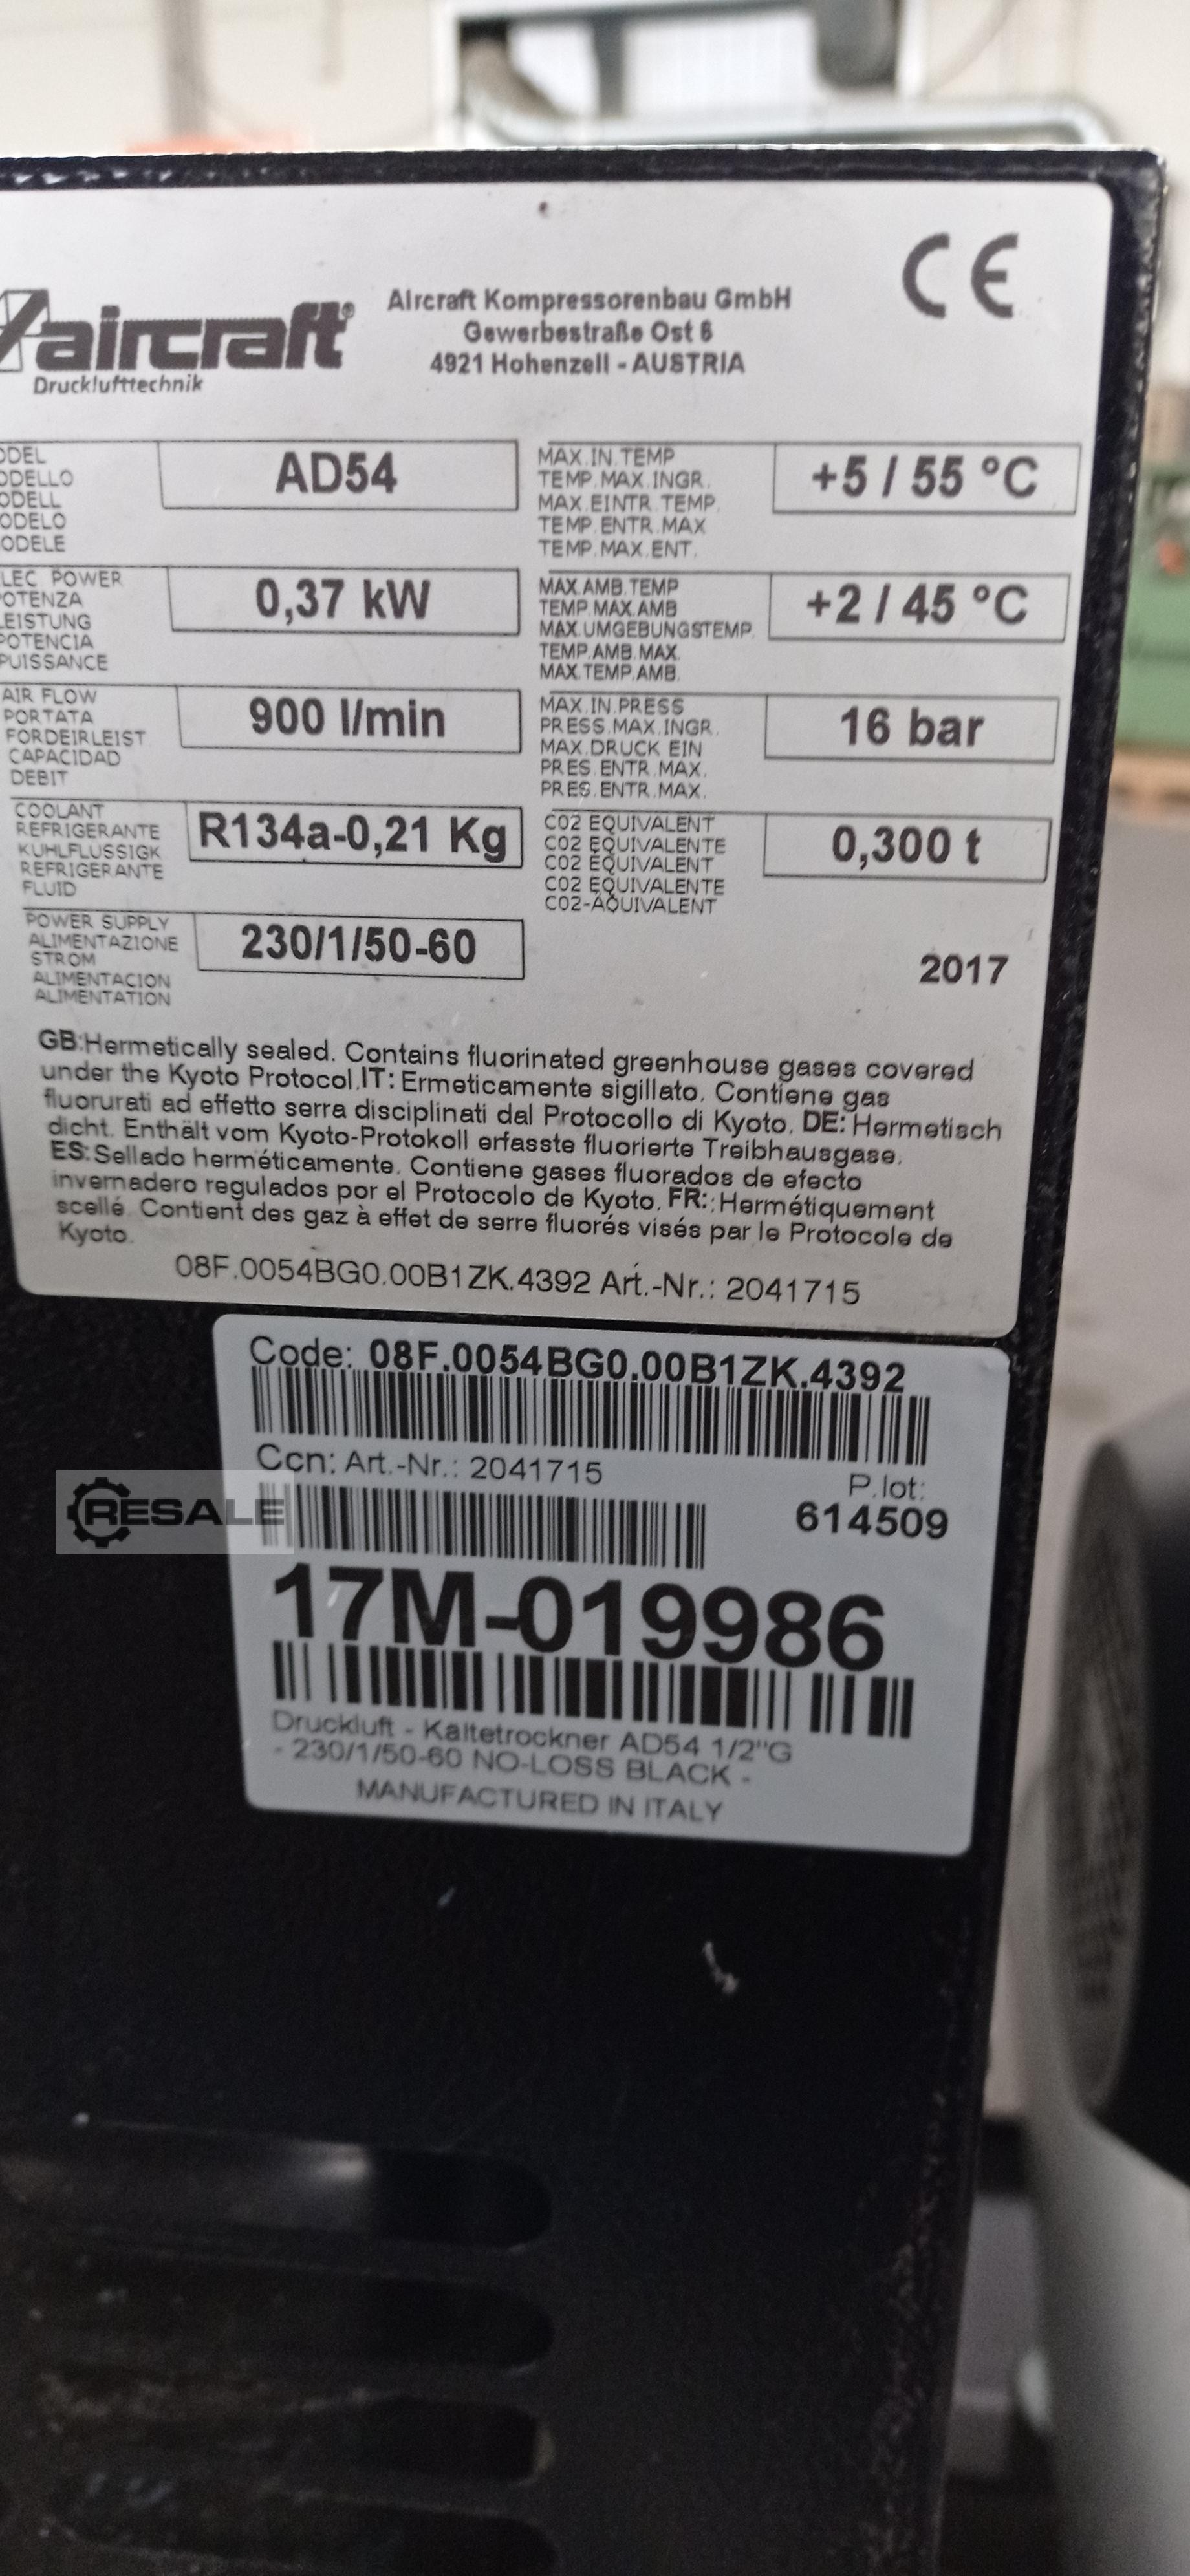 CE
aircraft®
Drucklufttechnik
Aircraft Kompressorenbau GmbH
Gewerbestraße Ost 6
4921 Hohenzell - AUSTRIA
ODEL
ODELLO
ODELL
ODELO
ODELE
AD54
MAX.IN.TEMP
TEMP.MAX.INGR.
MAX.EINTR.TEMP.
TEMP.ENTR.MAX
TEMP.MAX.ENT.
+5 / 55 °C
LEC POWER
OTENZA
LEISTUNG
POTENCIA
PUISSANCE
0,37 kW
MAX.AMB.TEMP
TEMP.MAX.AMB
MAX.UMGEBUNGSTEMP.
TEMP.AMB.MAX.
MAX.TEMP.AMB.
+2 / 45 °C
AIR FLOW
PORTATA
FORDEIRLEIST
CAPACIDAD
DEBIT
900 l/min
MAX.IN.PRESS
PRESS.MAX.INGR.
MAX.DRUCK EIN
PRES.ENTR.MAX.
PRES.ENTR.MAX.
16 bar
COOLANT
REFRIGERANTE
KUHLFLUSSIGK
REFRIGERANTE
FLUID
R134a-0,21 Kg
C02 EQUIVALENT
C02 EQUIVALENTE
C02 EQUIVALENT
C02 EQUIVALENTE
C02-AQUIVALENT
0,300 t
POWER SUPPLY
ALIMENTAZIONE
STROM
ALIMENTACION
ALIMENTATION
230/1/50-60
2017
GB:Hermetically sealed. Contains fluorinated greenhouse gases covered
under the Kyoto Protocol.IT: Ermeticamente sigillato. Contiene gas
fluorurati ad effetto serra disciplinati dal Protocollo di Kyoto. DE: Hermetisch
dicht. Enthält vom Kyoto-Protokoll erfasste fluorierte Treibhausgase.
ES:Sellado herméticamente. Contiene gases fluorados de efecto
invernadero regulados por el Protocolo de Kyoto. FR::Hermétiquement
scellé. Contient des gaz à effet de serre fluorés visés par le Protocole de
Kyoto.
08F.0054BG0.00B1ZK.4392 Art.-Nr.: 2041715
Code: 08F.0054BG0.00B1ZK.4392
Ccn: Art.-Nr.: 2041715
P.lot:
614509
RESALE
17M-019986
Druckluft - Kaltetrockner AD54 1/2"G
- 230/1/50-60 NO-LOSS BLACK -
MANUFACTURED IN ITALY